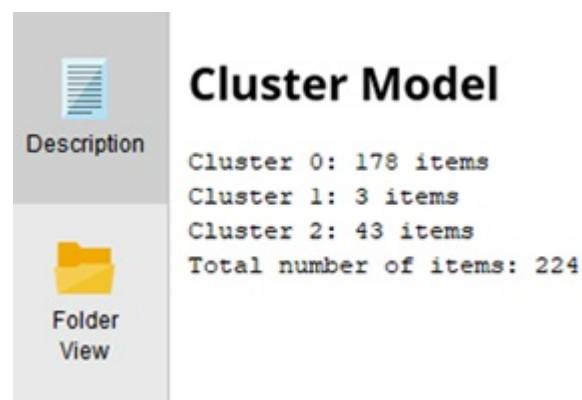 Description
Folder
View
Cluster Model
Cluster 0: 178 items
Cluster 1: 3 items
Cluster 2: 43 items
Total number of items: 224